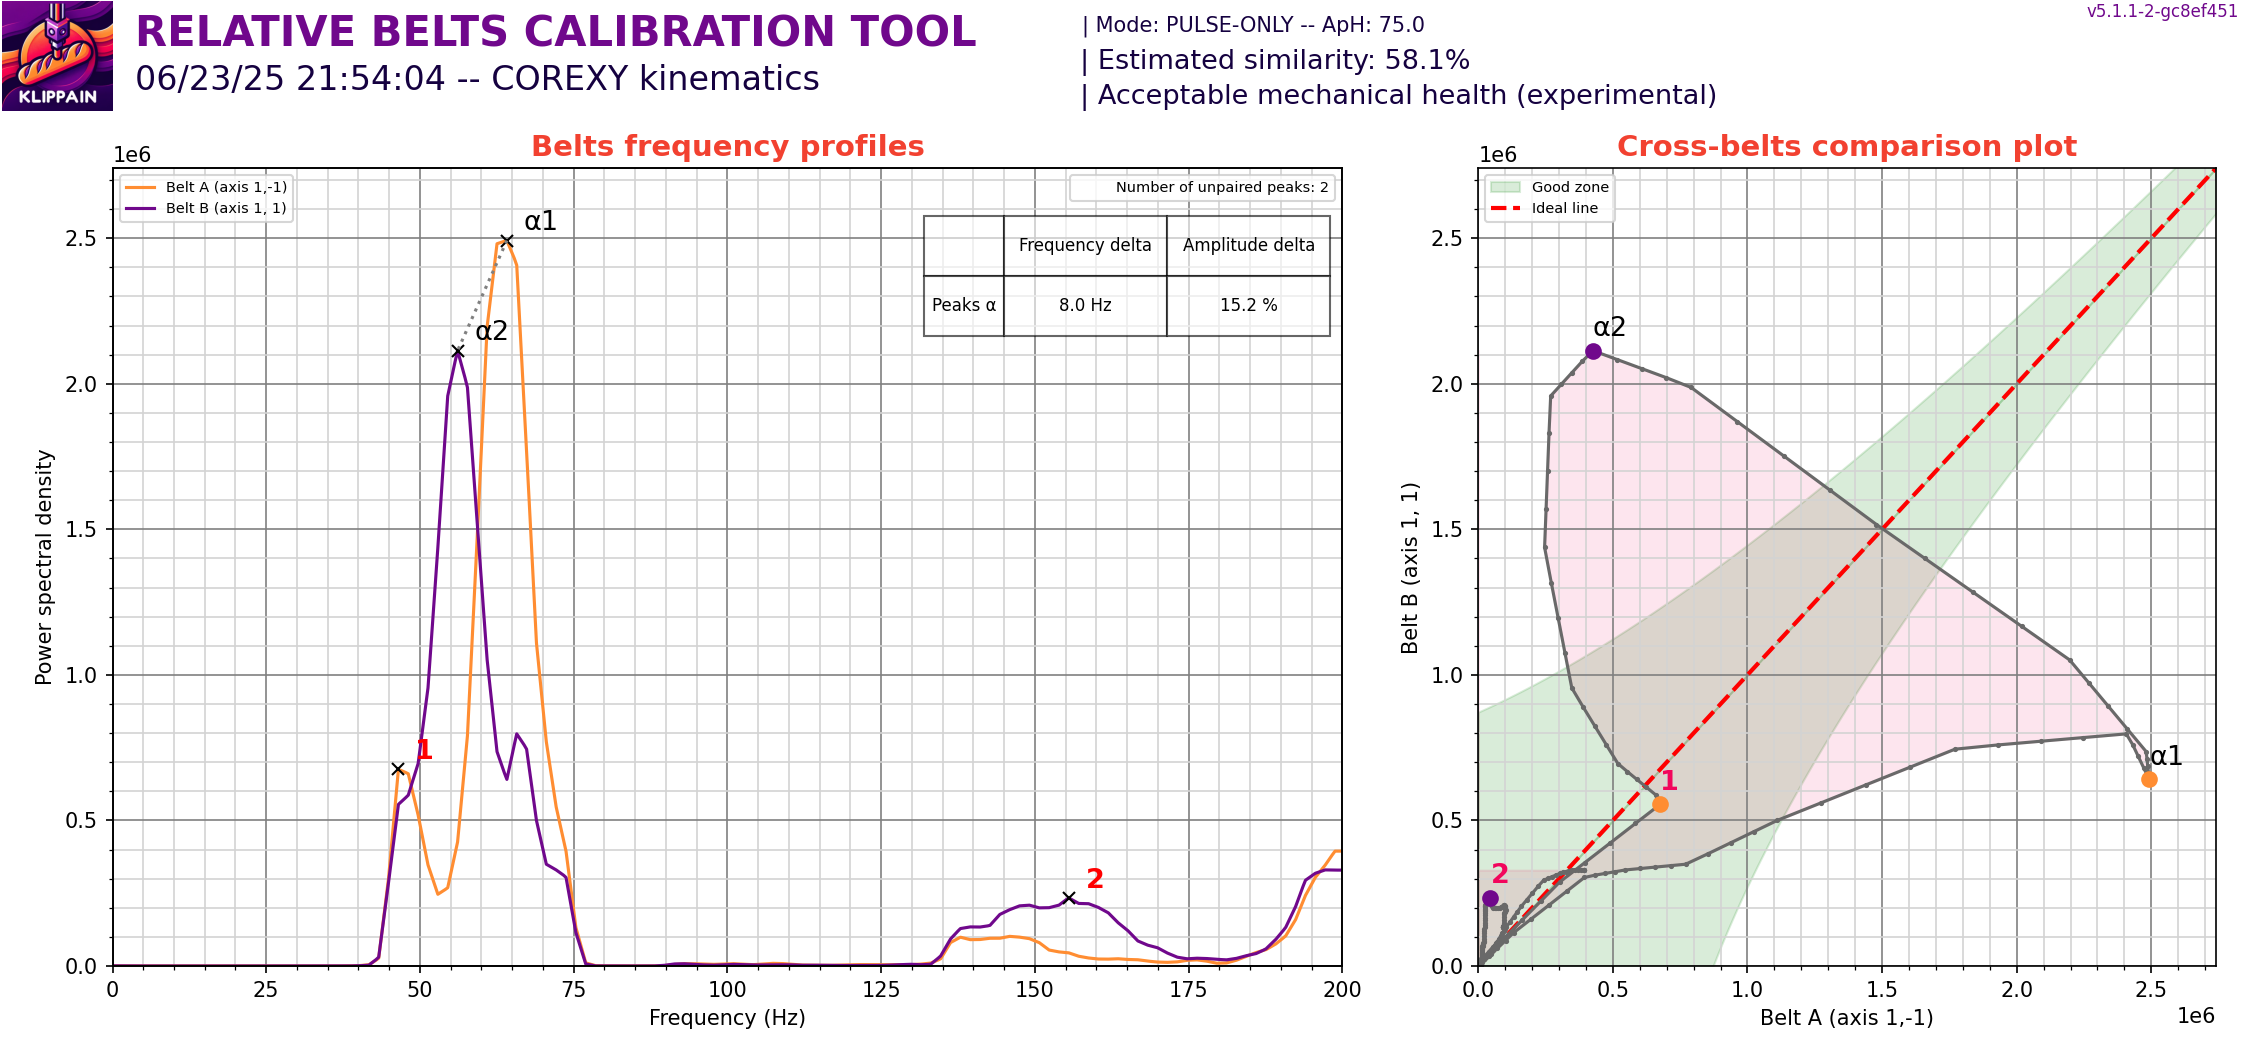 KLIPPAIN
RELATIVE BELTS CALIBRATION TOOL
06/23/25 21:54:04 -- COREXY kinematics
| Mode: PULSE-ONLY -- ApH: 75.0
| Estimated similarity: 58.1%
| Acceptable mechanical health (experimental)
v5.1.1-2-gc8ef451
Belts frequency profiles
1e6
Belt A (axis 1,-1)
Belt B (axis 1, 1)
Number of unpaired peaks: 2
Frequency delta Amplitude delta
Peaks α 8.0 Hz 15.2 %
α1
α2
1
2
Power spectral density
2.5
2.0
1.5
1.0
0.5
0.0
0 25 50 75 100 125 150 175 200
Frequency (Hz)
Cross-belts comparison plot
1e6
Good zone
Ideal line
α2
α1
1
2
Belt B (axis 1, 1)
2.5
2.0
1.5
1.0
0.5
0.0
0.0 0.5 1.0 1.5 2.0 2.5
Belt A (axis 1,-1)
1e6